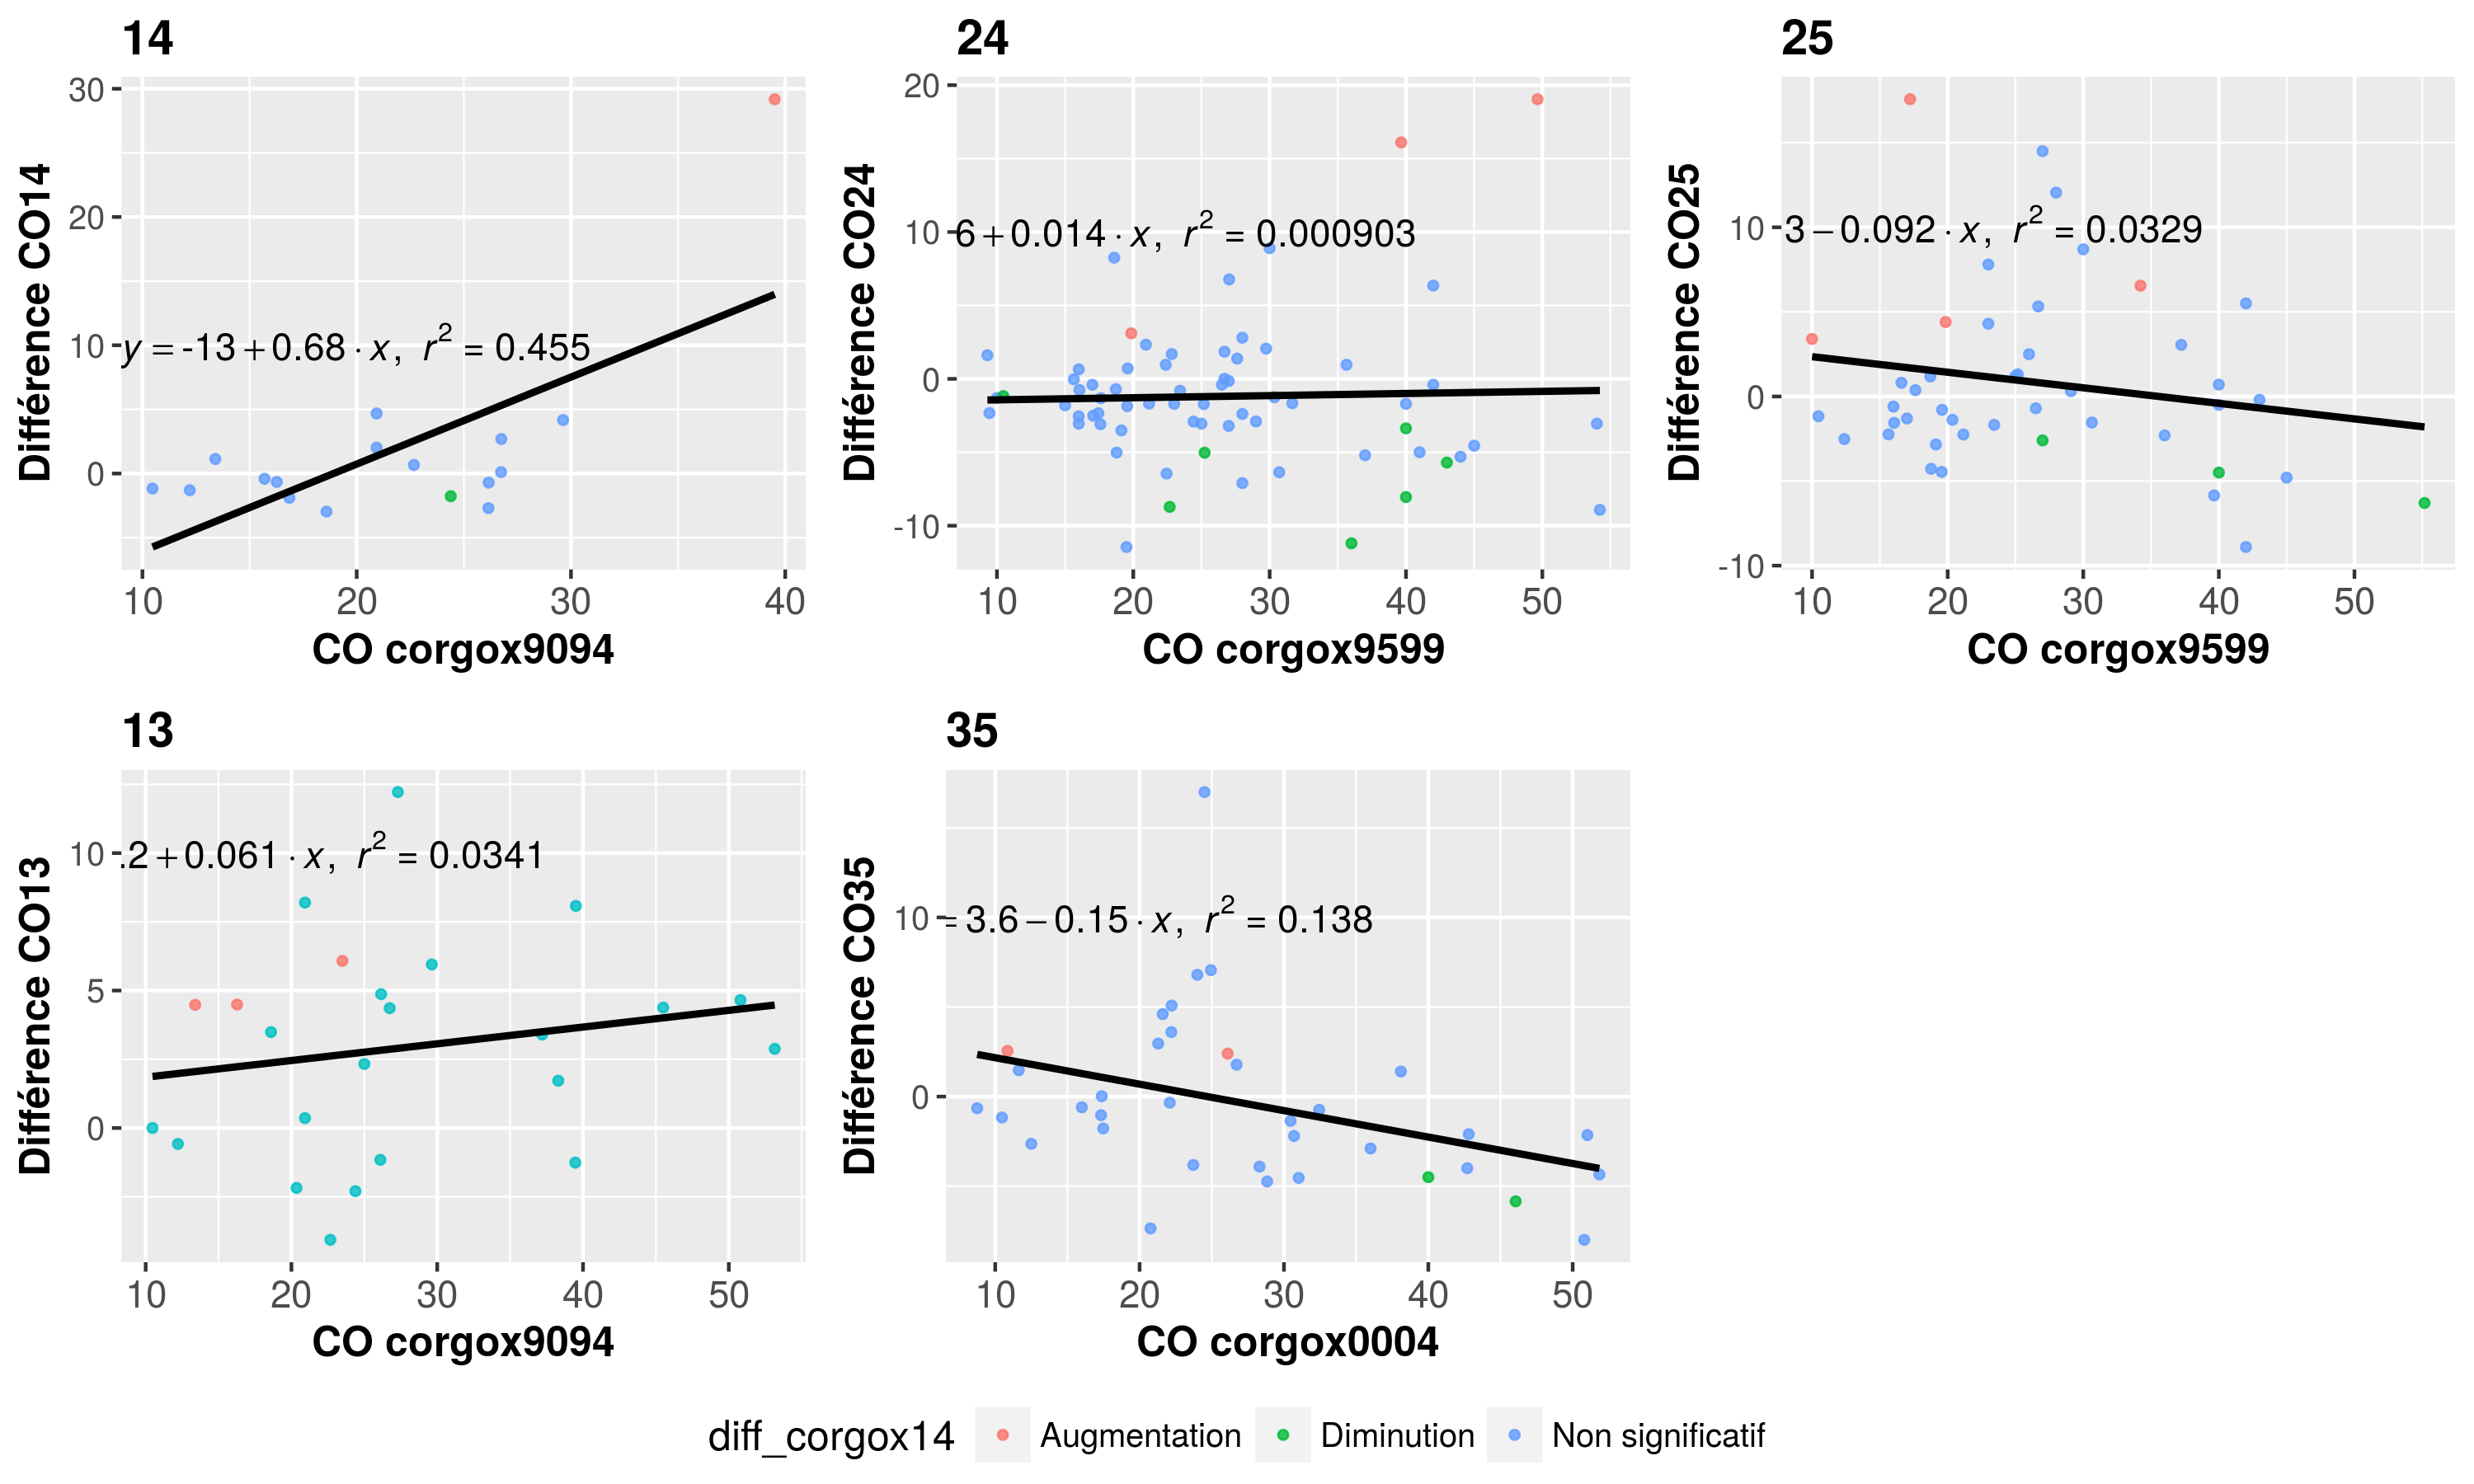 14
24
25
30
20
10
0
Différence CO14
y = -13 + 0.68 · x, r² = 0.455
10 20 30 40
CO corgox9094
20
10
0
-10
Différence CO24
6 + 0.014 · x, r² = 0.000903
10 20 30 40 50
CO corgox9599
10
0
-10
Différence CO25
3 − 0.092 · x, r² = 0.0329
10 20 30 40 50
CO corgox9599
13
35
10
5
0
Différence CO13
.2 + 0.061 · x, r² = 0.0341
10 20 30 40 50
CO corgox9094
10
0
Différence CO35
= 3.6 − 0.15 · x, r² = 0.138
10 20 30 40 50
CO corgox0004
diff_corgox14 Augmentation Diminution Non significatif